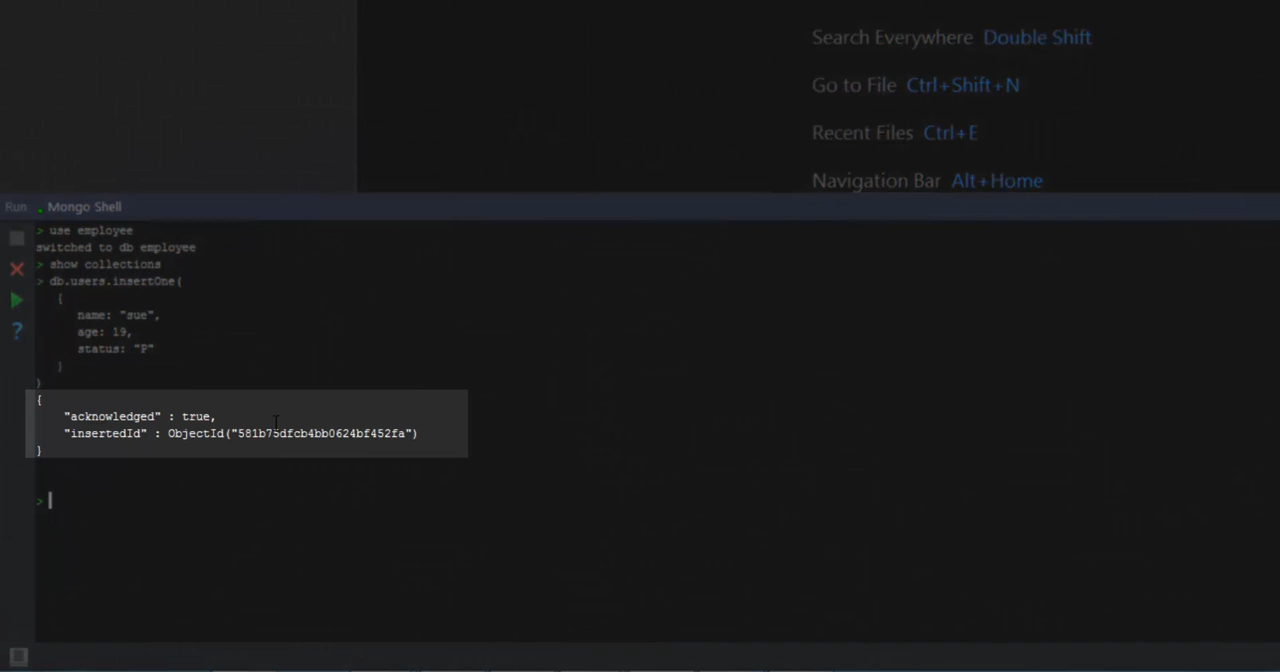 Search Everywhere Double Shift
Go to File Ctrl+Shift+N
Recent Files Ctrl+E
Navigation Bar Alt+Home
Run Mongo Shell
> use employee
switched to db employee
> show collections
> db.users.insertOne(
{
name: "sue",
age: 19,
status: "P"
}
)
{
"acknowledged" : true,
"insertedId" : ObjectId("581b75dfcb4bb0624bf452fa")
}
>